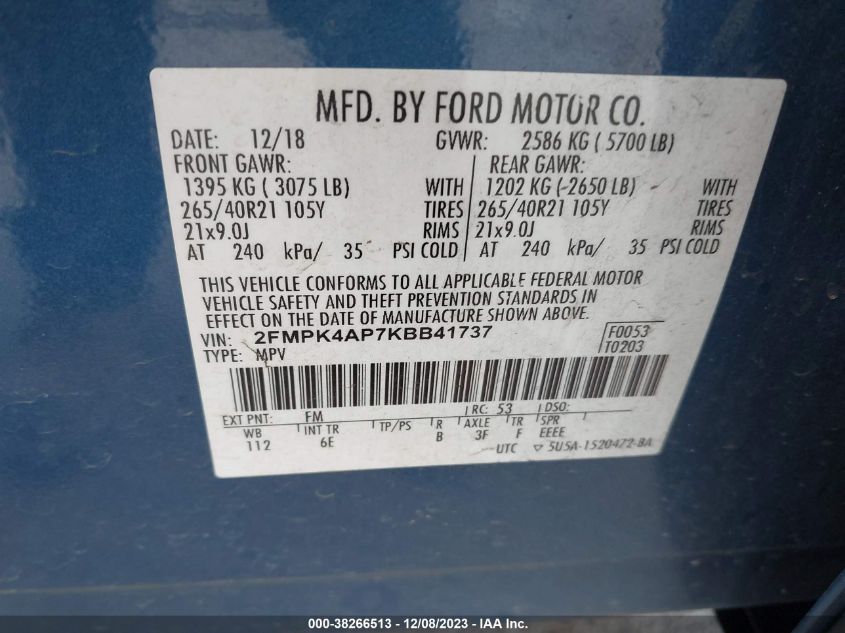 MFD. BY FORD MOTOR CO.
DATE: 12/18 GVWR: 2586 KG ( 5700 LB)
FRONT GAWR: REAR GAWR:
1395 KG ( 3075 LB) WITH 1202 KG (-2650 LB) WITH
265/40R21 105Y TIRES 265/40R21 105Y TIRES
21x9.0J RIMS 21x9.0J RIMS
AT 240 kPa/ 35 PSI COLD AT 240 kPa/ 35 PSI COLD
THIS VEHICLE CONFORMS TO ALL APPLICABLE FEDERAL MOTOR
VEHICLE SAFETY AND THEFT PREVENTION STANDARDS IN
EFFECT ON THE DATE OF MANUFACTURE SHOWN ABOVE.
VIN: 2FMPK4AP7KBB41737 F0053
TYPE: MPV T0203
EXT PNT: FM RC: 53 DSO:
WB INT TR TP/PS R AXLE TR SPR
112 6E B 3F F EEEE
UTC ▽ 5U5A-1520472-BA
000-38266513 - 12/08/2023 - IAA Inc.